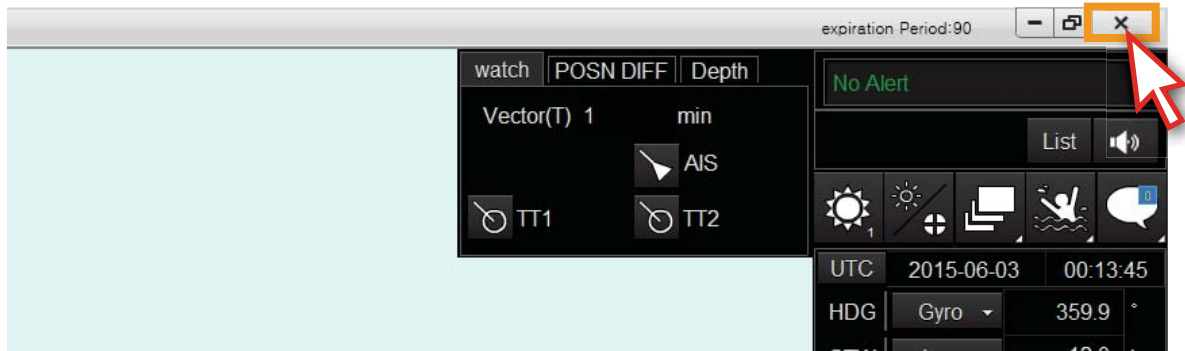 expiration Period:90
watch POSN DIFF Depth
No Alert
Vector(T) 1 min
List
AIS
TT1 TT2
1
0
UTC 2015-06-03 00:13:45
HDG Gyro 359.9 °